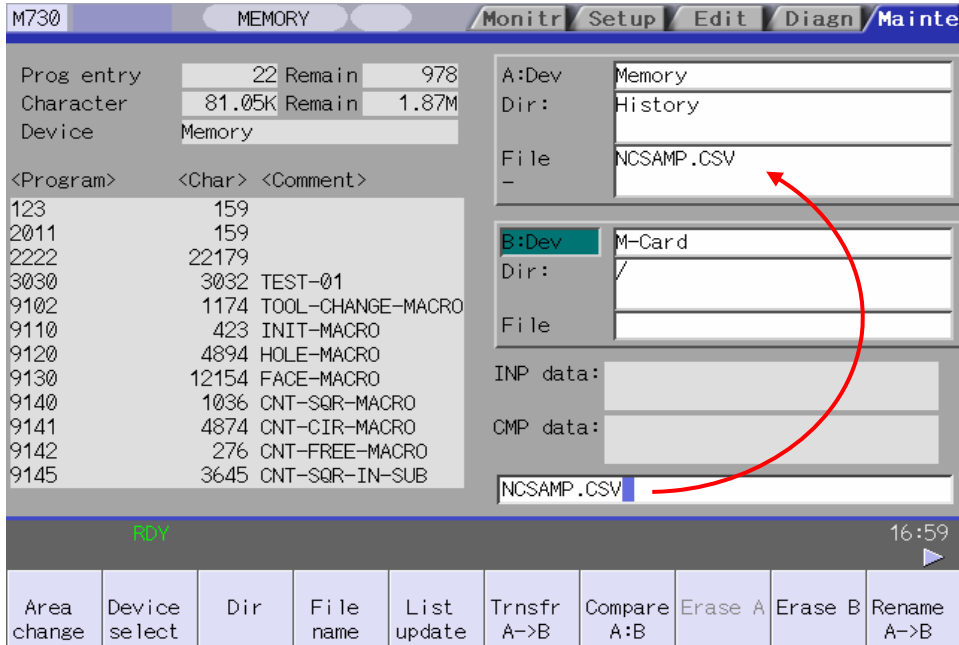 M730 MEMORY Monitr Setup Edit Diagn Mainte
Prog entry 22 Remain 978
Character 81.05K Remain 1.87M
Device Memory
<Program> <Char> <Comment>
123 159
2011 159
2222 22179
3030 3032 TEST-01
9102 1174 TOOL-CHANGE-MACRO
9110 423 INIT-MACRO
9120 4894 HOLE-MACRO
9130 12154 FACE-MACRO
9140 1036 CNT-SQR-MACRO
9141 4874 CNT-CIR-MACRO
9142 276 CNT-FREE-MACRO
9145 3645 CNT-SQR-IN-SUB
A:Dev Memory
Dir: History
File NCSAMP.CSV
_
B:Dev M-Card
Dir: /
File
INP data:
CMP data:
NCSAMP.CSV
RDY 16:59
Area change
Device select
Dir
File name
List update
Trnsfr A->B
Compare A:B
Erase A
Erase B
Rename A->B